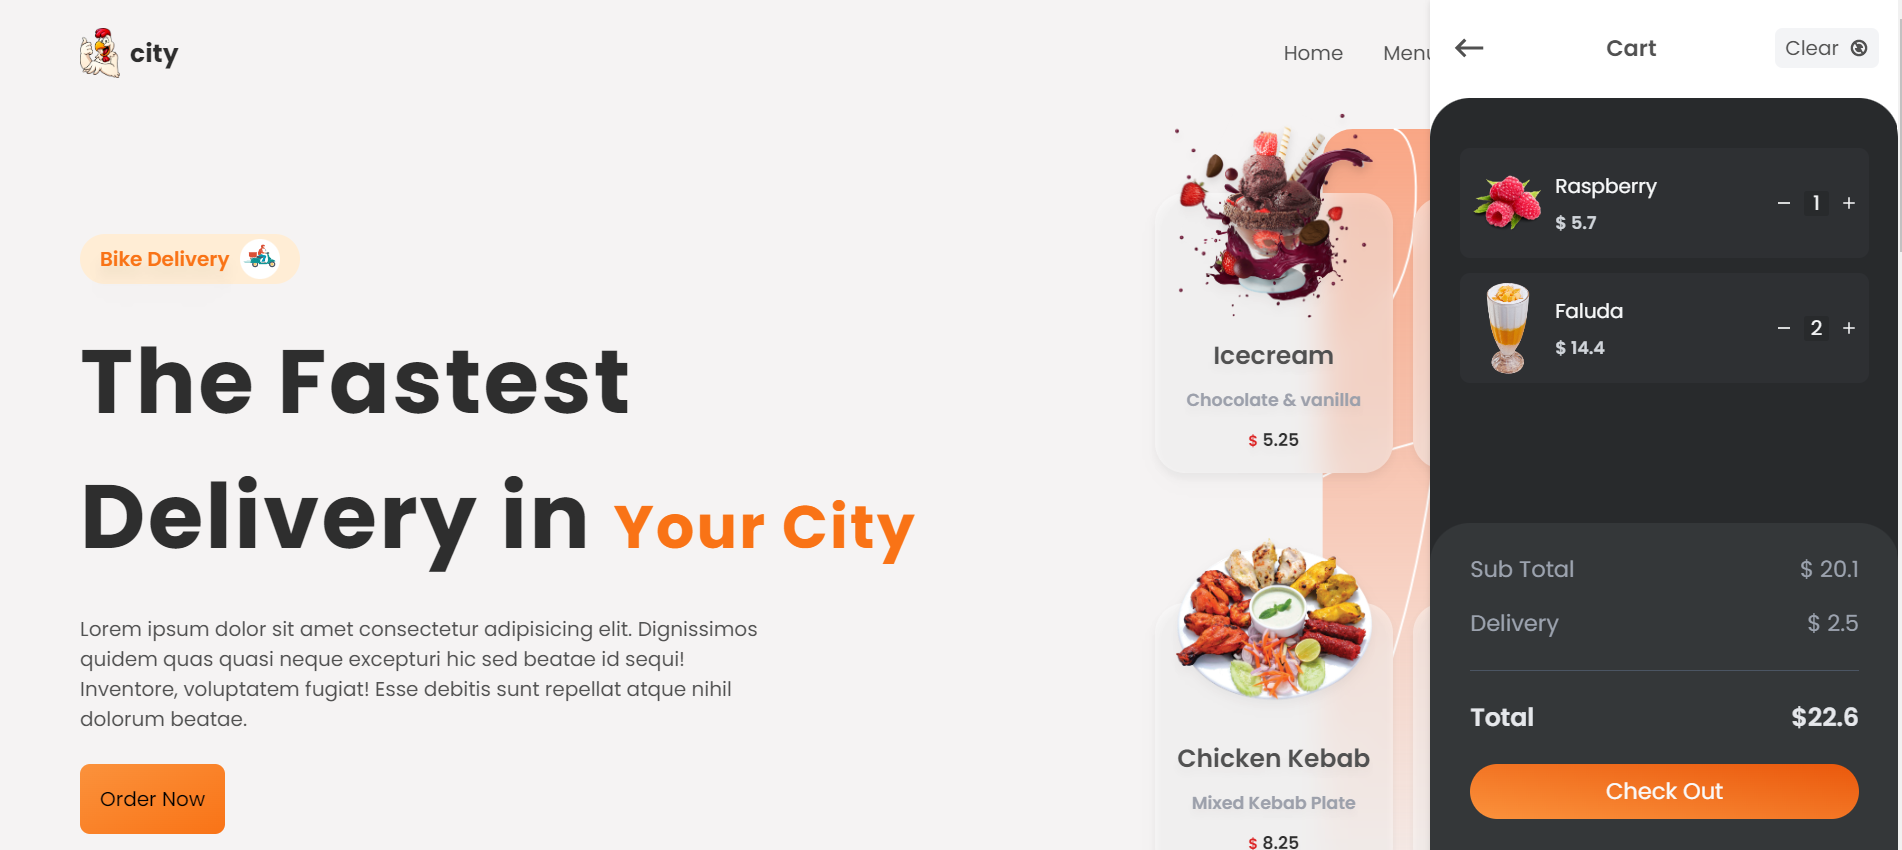 city
Home
Menu
Bike Delivery
The Fastest
Delivery in Your City
Lorem ipsum dolor sit amet consectetur adipisicing elit. Dignissimos
quidem quas quasi neque excepturi hic sed beatae id sequi!
Inventore, voluptatem fugiat! Esse debitis sunt repellat atque nihil
dolorum beatae.
Order Now
Icecream
Chocolate & vanilla
$ 5.25
Chicken Kebab
Mixed Kebab Plate
$ 8.25
Cart
Clear
Raspberry
$ 5.7
− 1 +
Faluda
$ 14.4
− 2 +
Sub Total $ 20.1
Delivery $ 2.5
Total $22.6
Check Out